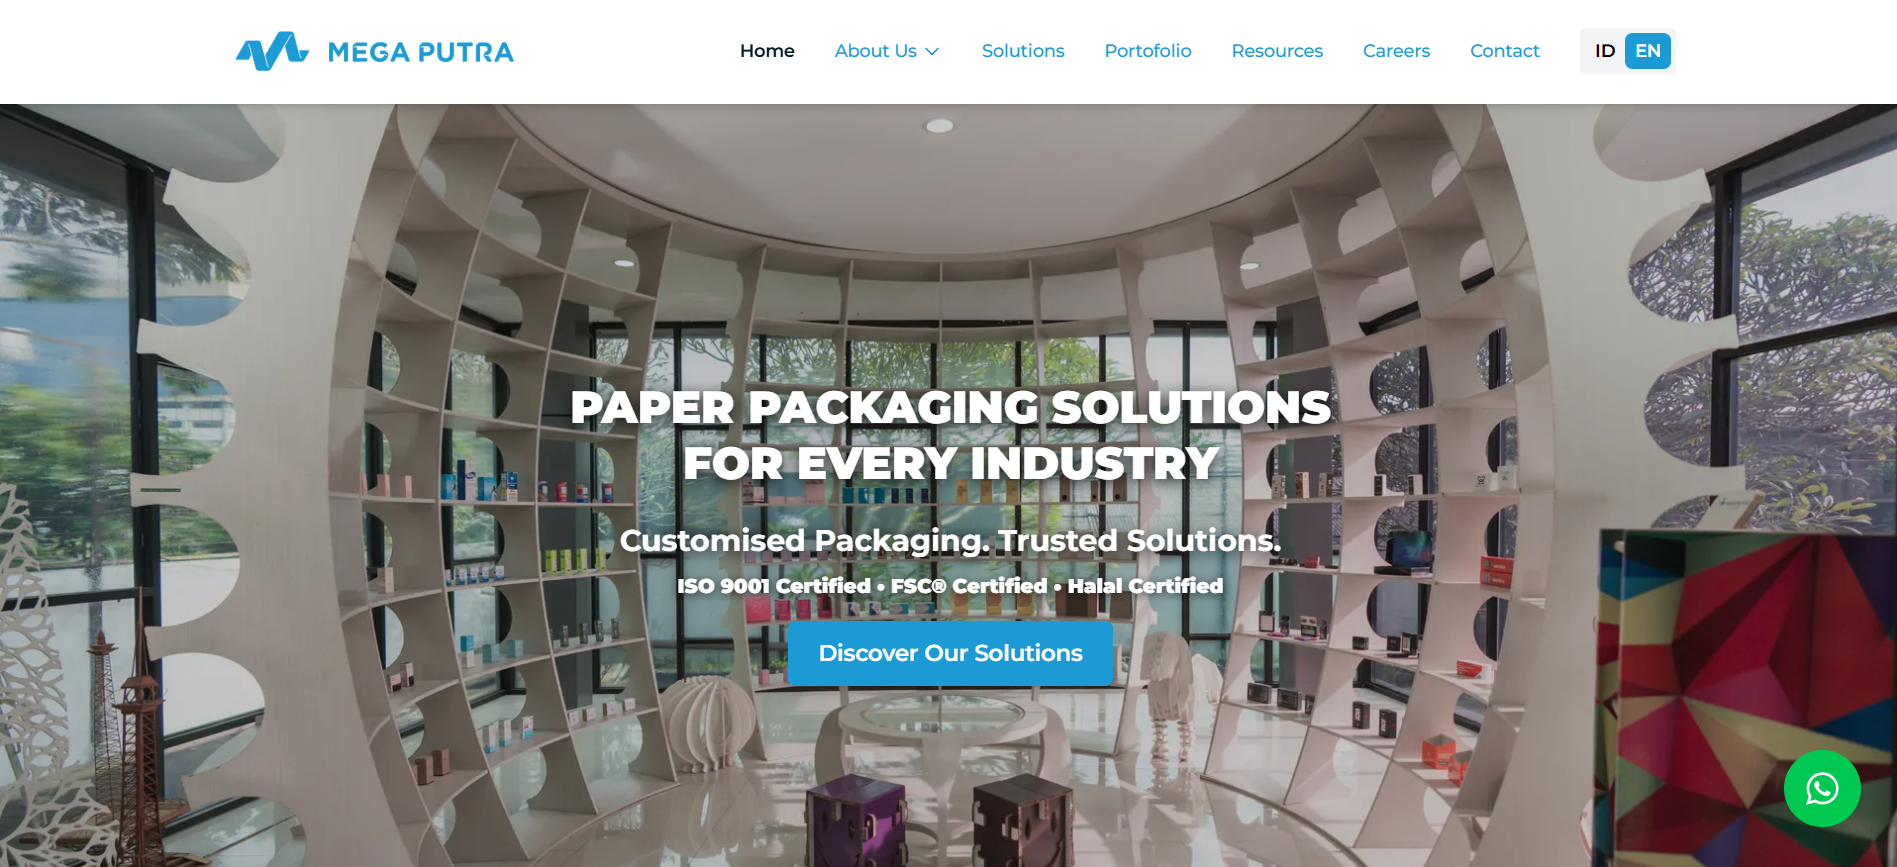 MEGA PUTRA
Home
About Us
Solutions
Portofolio
Resources
Careers
Contact
ID
EN
PAPER PACKAGING SOLUTIONS
FOR EVERY INDUSTRY
Customised Packaging. Trusted Solutions.
ISO 9001 Certified • FSC® Certified • Halal Certified
Discover Our Solutions